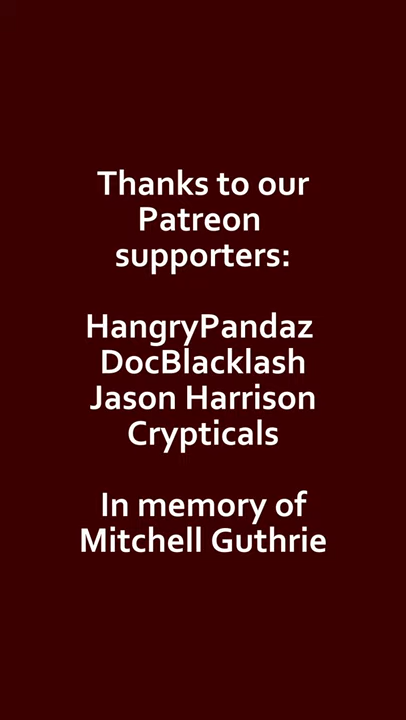 Thanks to our
Patreon
supporters:
HangryPandaz
DocBlacklash
Jason Harrison
Crypticals
In memory of
Mitchell Guthrie